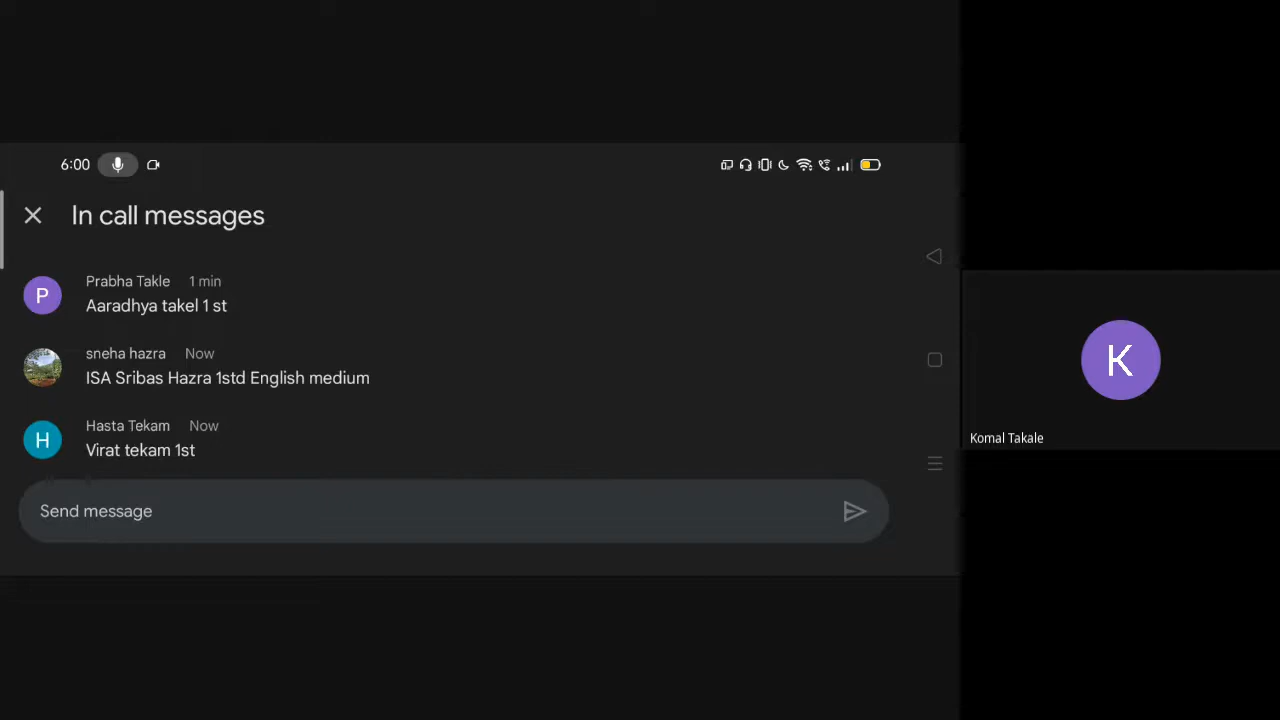 6:00
In call messages
P
Prabha Takle 1 min
Aaradhya takel 1 st
sneha hazra Now
ISA Sribas Hazra 1std English medium
H
Hasta Tekam Now
Virat tekam 1st
Send message
K
Komal Takale